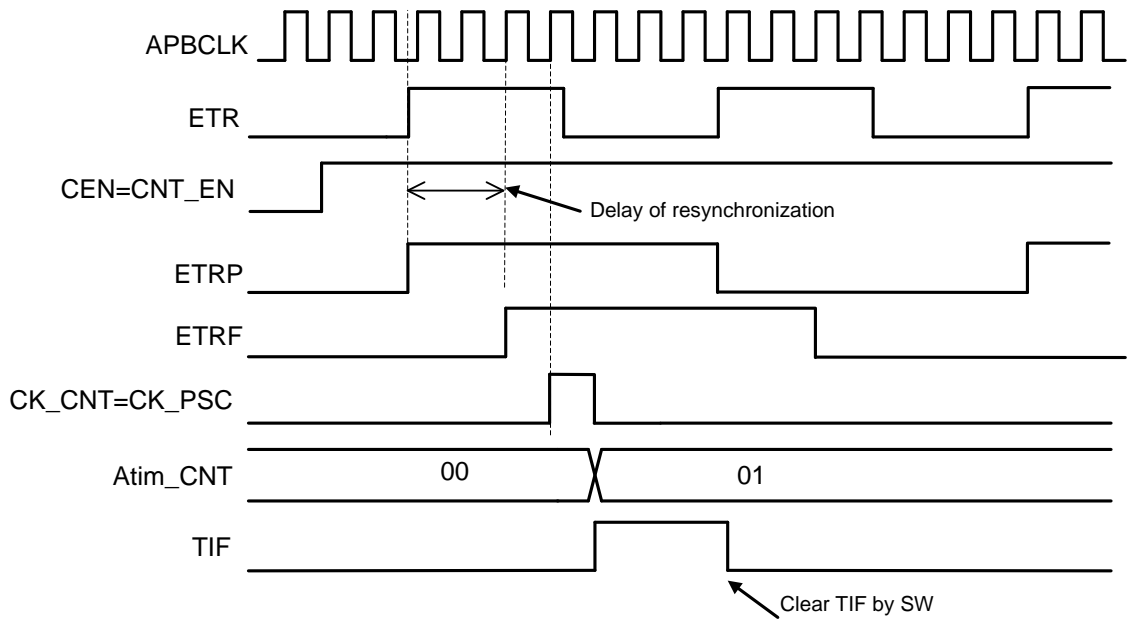 APBCLK
ETR
CEN=CNT_EN
Delay of resynchronization
ETRP
ETRF
CK_CNT=CK_PSC
Atim_CNT
00
01
TIF
Clear TIF by SW